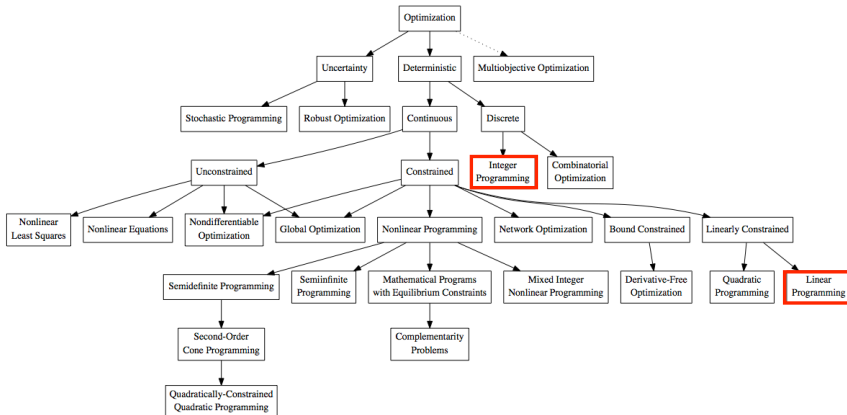 Optimization
Uncertainty
Deterministic
Multiobjective Optimization
Stochastic Programming
Robust Optimization
Continuous
Discrete
Unconstrained
Constrained
Integer
Programming
Combinatorial
Optimization
Nonlinear
Least Squares
Nonlinear Equations
Nondifferentiable
Optimization
Global Optimization
Nonlinear Programming
Network Optimization
Bound Constrained
Linearly Constrained
Semidefinite Programming
Semiinfinite
Programming
Mathematical Programs
with Equilibrium Constraints
Mixed Integer
Nonlinear Programming
Derivative-Free
Optimization
Quadratic
Programming
Linear
Programming
Second-Order
Cone Programming
Complementarity
Problems
Quadratically-Constrained
Quadratic Programming